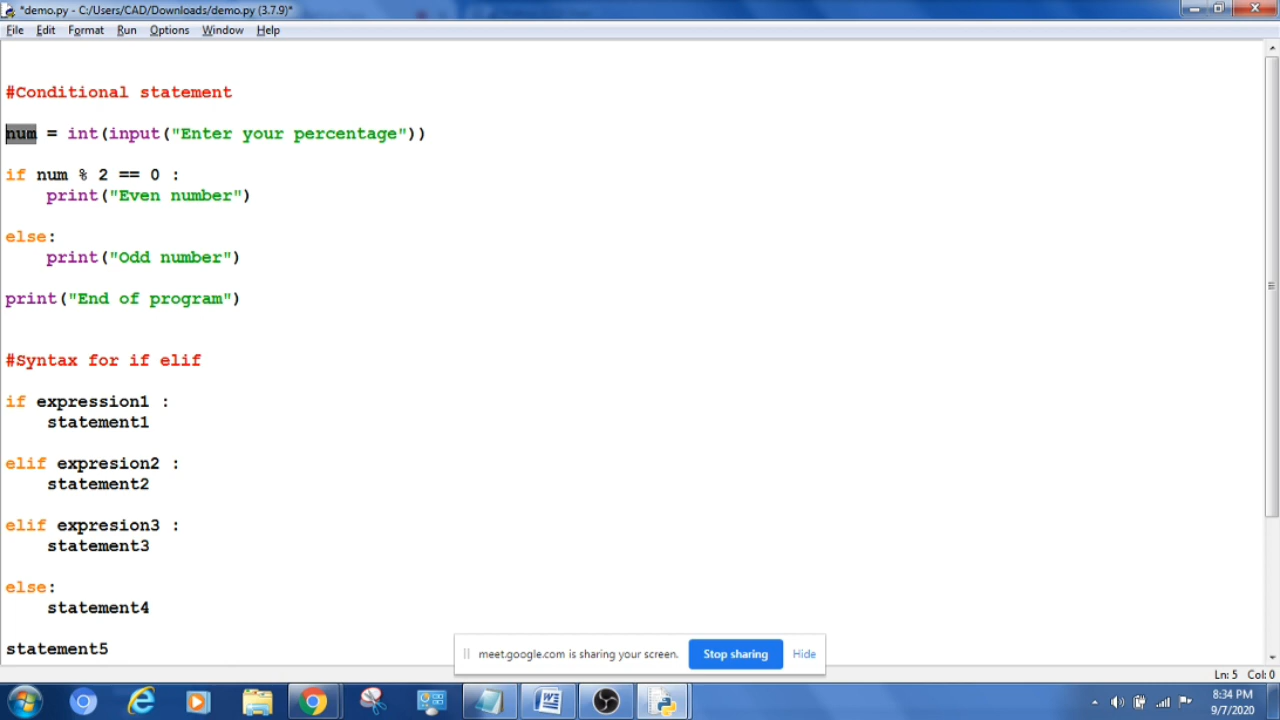 *demo.py - C:/Users/CAD/Downloads/demo.py (3.7.9)*
File Edit Format Run Options Window Help
#Conditional statement
num = int(input("Enter your percentage"))
if num % 2 == 0 :
    print("Even number")
else:
    print("Odd number")
print("End of program")
#Syntax for if elif
if expression1 :
    statement1
elif expresion2 :
    statement2
elif expresion3 :
    statement3
else:
    statement4
statement5
meet.google.com is sharing your screen. Stop sharing Hide
Ln: 5 Col: 0
8:34 PM
9/7/2020